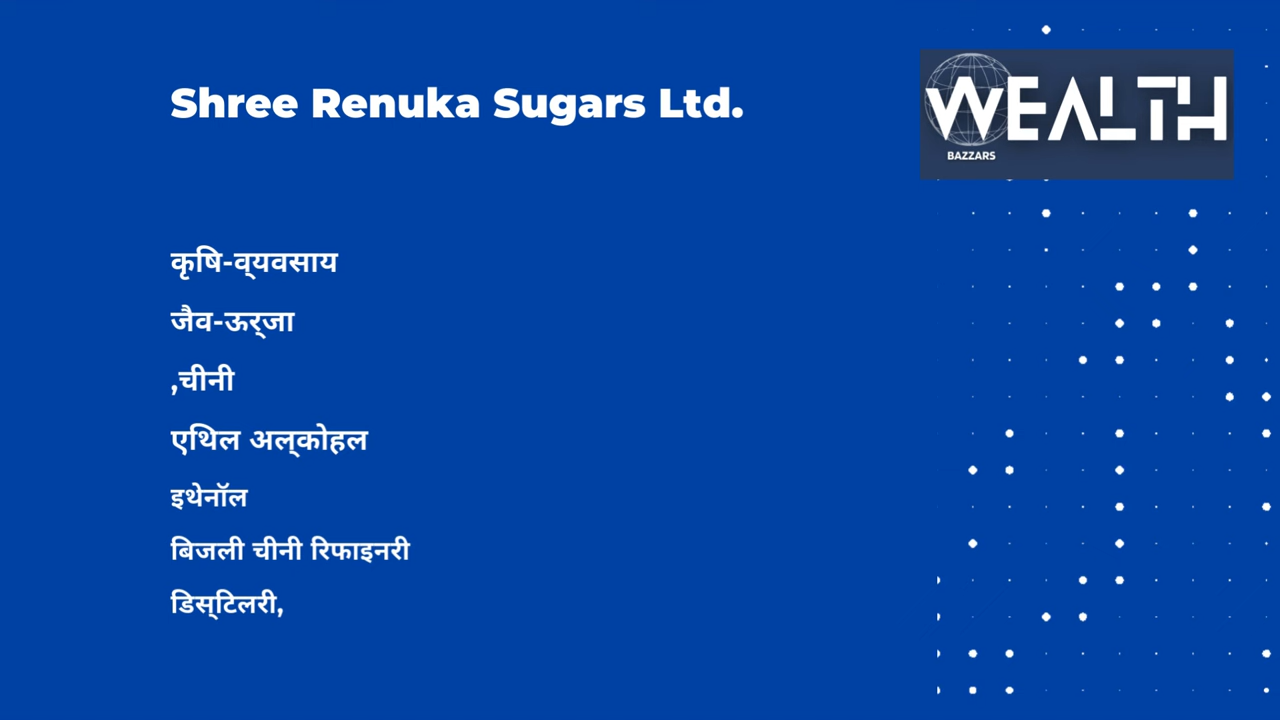 Shree Renuka Sugars Ltd.
WEALTH
BAZZARS
कृषि-व्यवसाय
जैव-ऊर्जा
,चीनी
एथिल अल्कोहल
इथेनॉल
बिजली चीनी रिफाइनरी
डिस्टिलरी,